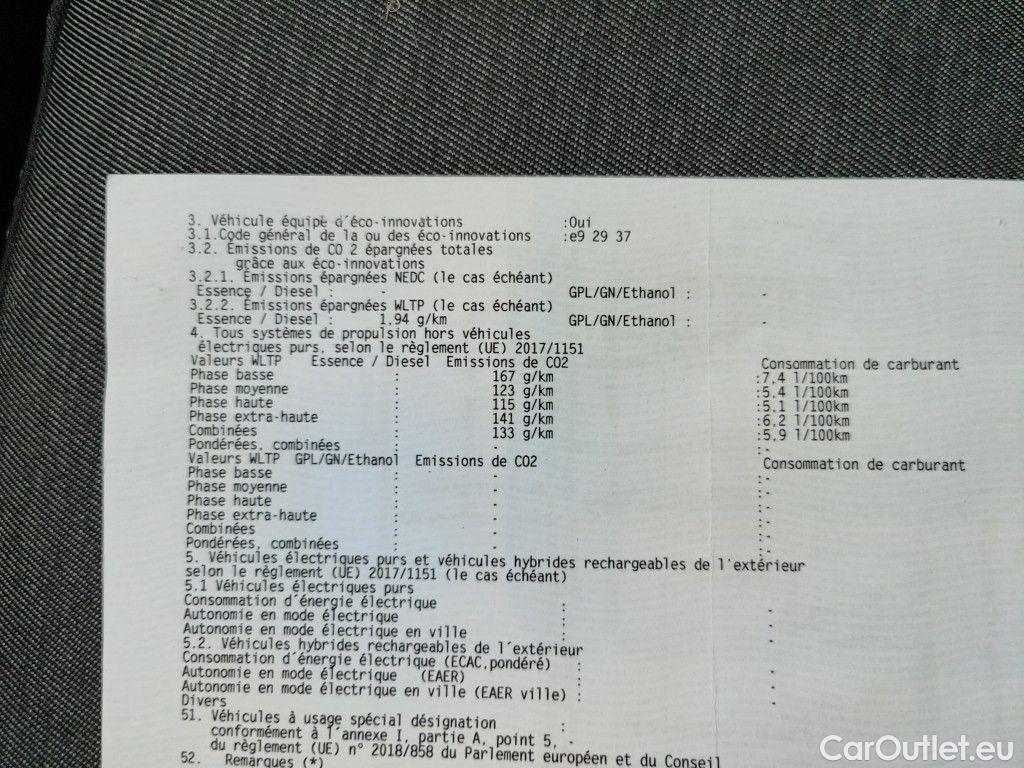 3. Véhicule équipé d'éco-innovations :Oui
3.1.Code général de la ou des éco-innovations :e9 29 37
3.2. Émissions de CO 2 épargnées totales
grâce aux éco-innovations
3.2.1. Émissions épargnées NEDC (le cas échéant)
Essence / Diesel : - GPL/GN/Ethanol : -
3.2.2. Émissions épargnées WLTP (le cas échéant)
Essence / Diesel : 1,94 g/km GPL/GN/Ethanol : -
4. Tous systèmes de propulsion hors véhicules
électriques purs, selon le règlement (UE) 2017/1151
Valeurs WLTP Essence / Diesel Emissions de CO2 Consommation de carburant
Phase basse : 167 g/km :7,4 l/100km
Phase moyenne : 123 g/km :5,4 l/100km
Phase haute : 115 g/km :5,1 l/100km
Phase extra-haute : 141 g/km :6,2 l/100km
Combinées : 133 g/km :5,9 l/100km
Pondérées, combinées : - :-
Valeurs WLTP GPL/GN/Ethanol Emissions de CO2 Consommation de carburant
Phase basse : - :-
Phase moyenne : - :-
Phase haute : - :-
Phase extra-haute : - :-
Combinées : - :-
Pondérées, combinées : - :-
5. Véhicules électriques purs et véhicules hybrides rechargeables de l'extérieur
selon le règlement (UE) 2017/1151 (le cas échéant)
5.1 Véhicules électriques purs
Consommation d'énergie électrique : -
Autonomie en mode électrique : -
Autonomie en mode électrique en ville : -
5.2. Véhicules hybrides rechargeables de l'extérieur
Consommation d'énergie électrique (ECAC,pondéré) : -
Autonomie en mode électrique (EAER) : -
Autonomie en mode électrique en ville (EAER ville) : -
Divers
51. Véhicules à usage spécial désignation :
conformément à l'annexe I, partie A, point 5, -
du règlement (UE) n° 2018/858 du Parlement européen et du Conseil
52. Remarques (*)
CarOutlet.eu